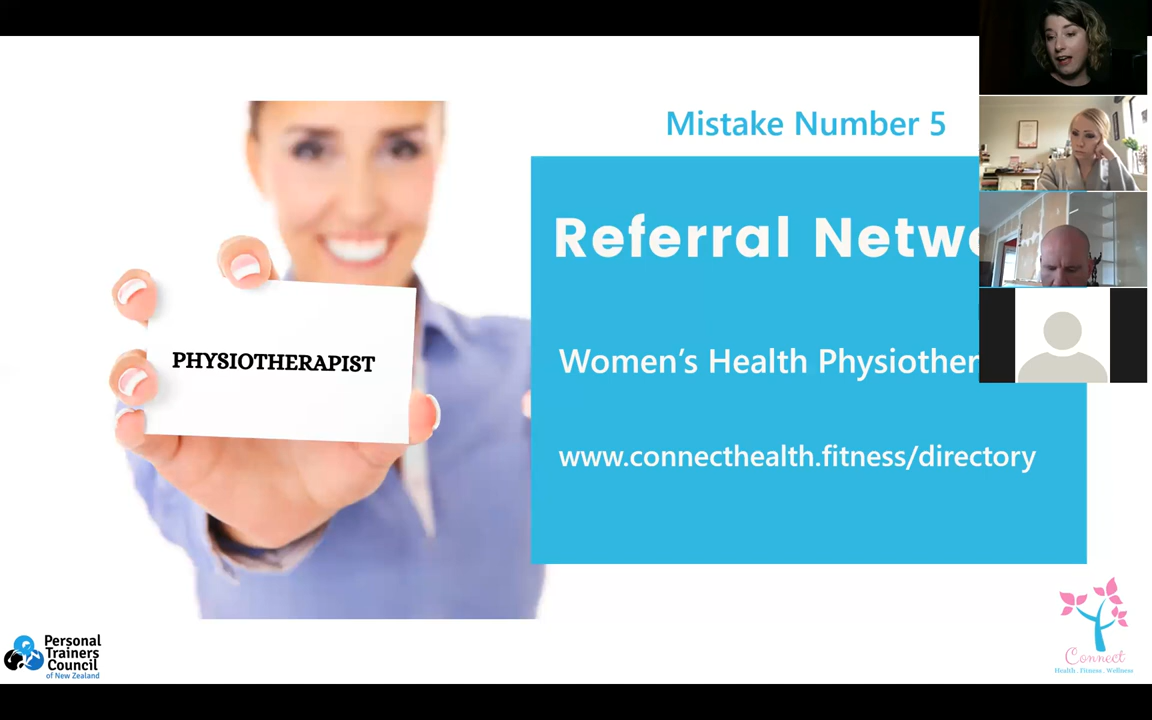 Mistake Number 5
Referral Netw
Women's Health Physiother
www.connecthealth.fitness/directory
PHYSIOTHERAPIST
Personal
Trainers
Council
of New Zealand
Connect
Health . Fitness . Wellness